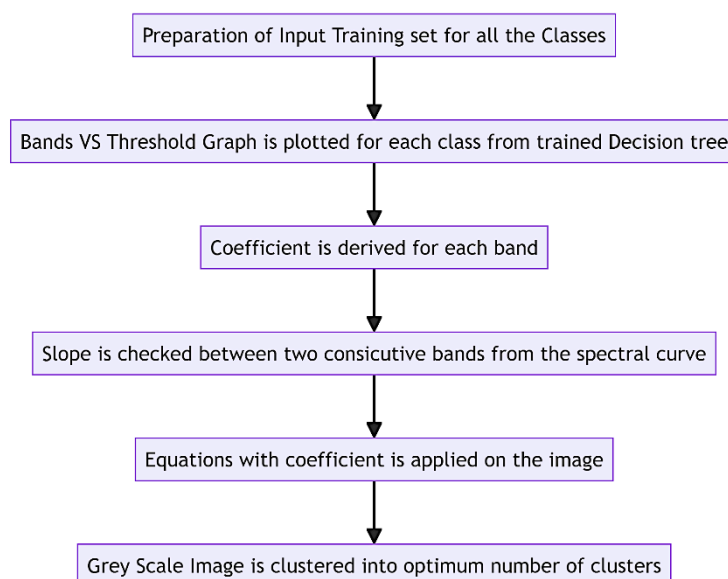 Preparation of Input Training set for all the Classes
Bands VS Threshold Graph is plotted for each class from trained Decision tree
Coefficient is derived for each band
Slope is checked between two consicutive bands from the spectral curve
Equations with coefficient is applied on the image
Grey Scale Image is clustered into optimum number of clusters